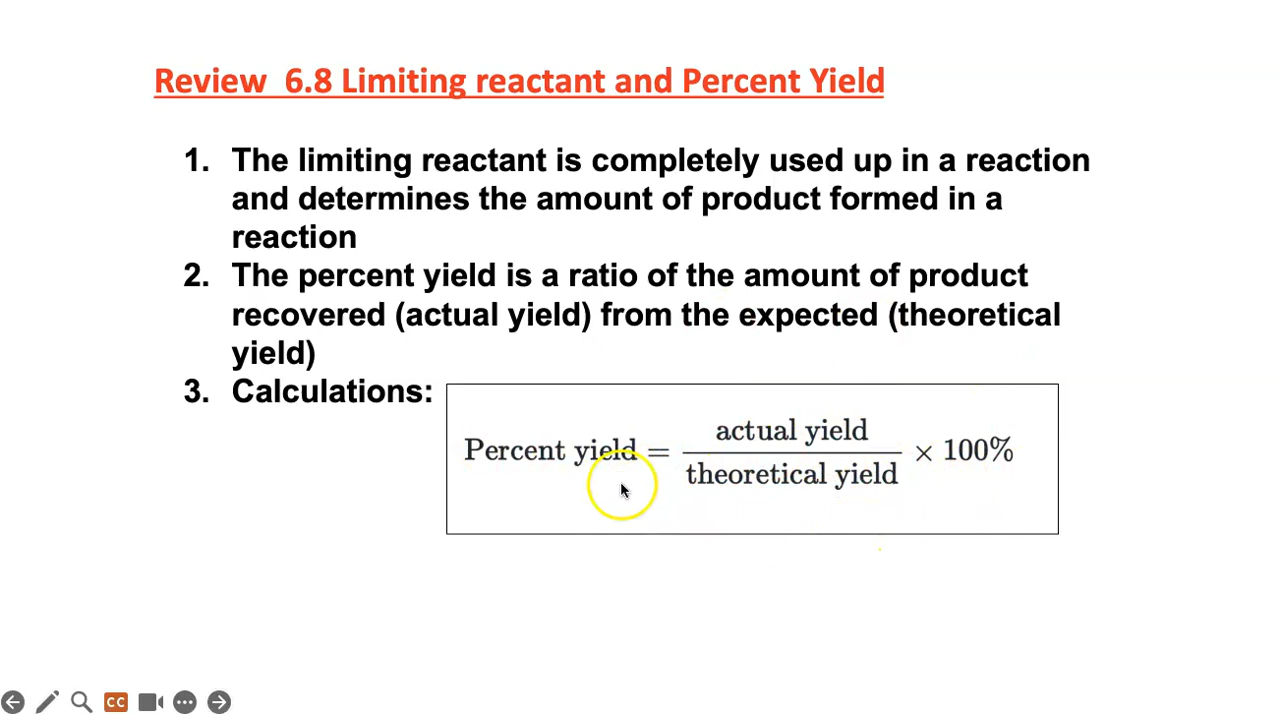 Review 6.8 Limiting reactant and Percent Yield
1. The limiting reactant is completely used up in a reaction
and determines the amount of product formed in a
reaction
2. The percent yield is a ratio of the amount of product
recovered (actual yield) from the expected (theoretical
yield)
3. Calculations:
Percent yield = actual yield / theoretical yield × 100%
CC